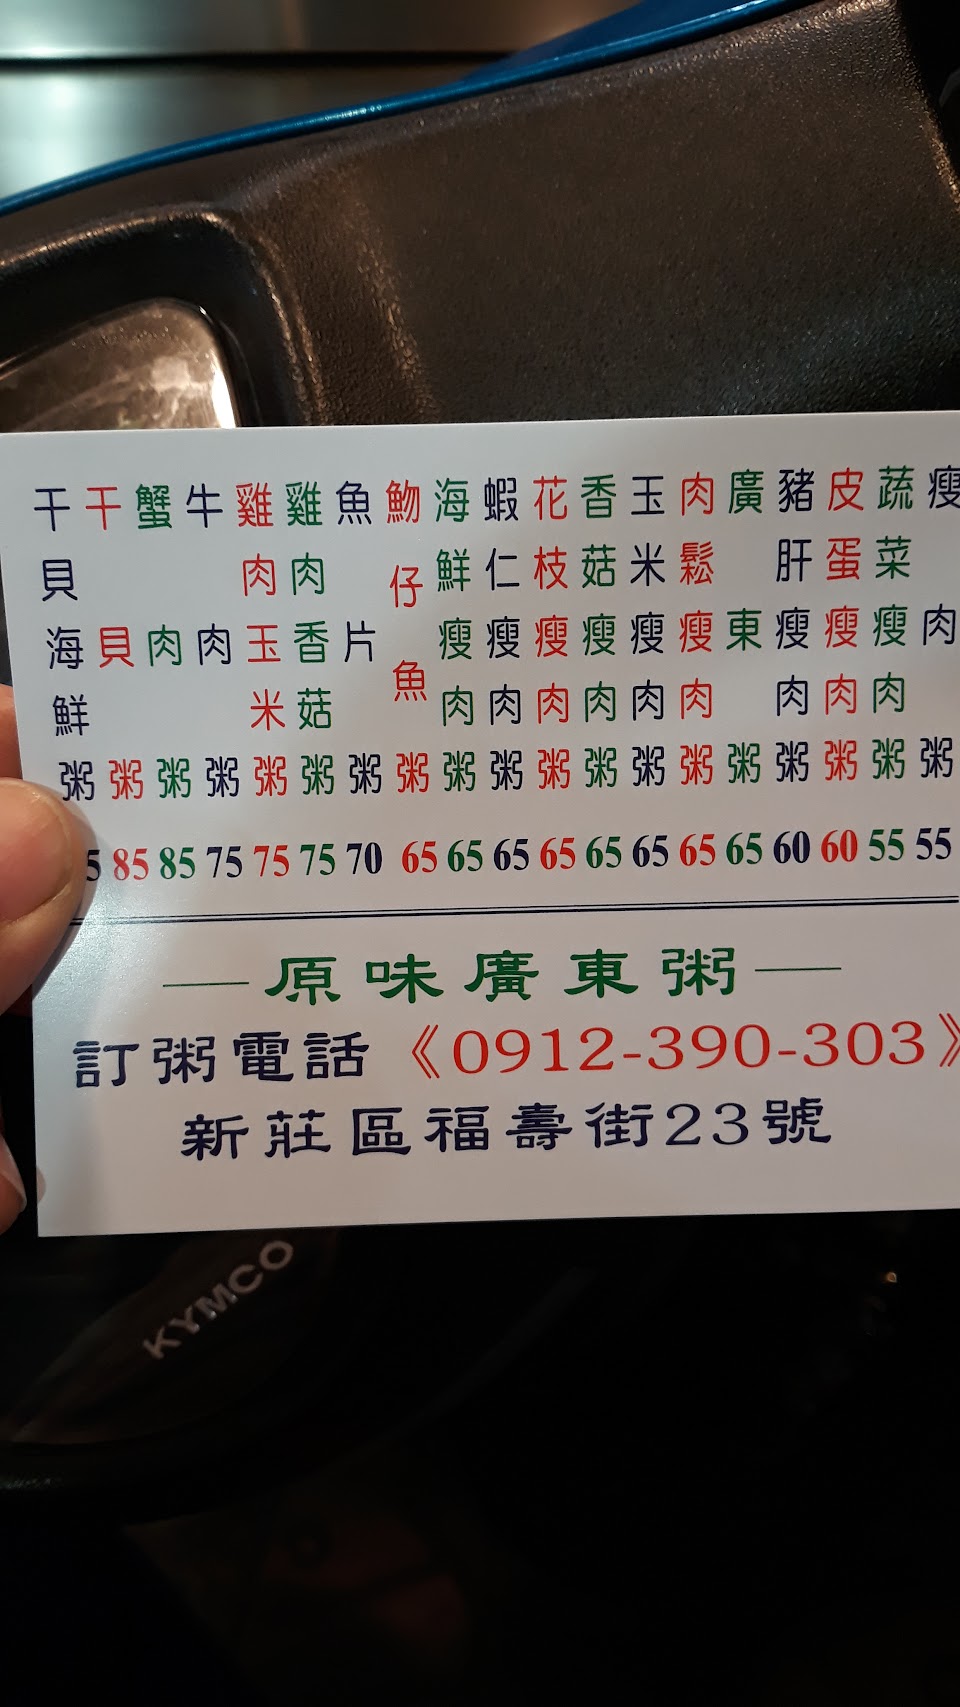 瘦肉粥 55
蔬菜瘦肉粥 55
皮蛋瘦肉粥 60
豬肝瘦肉粥 60
廣東粥 65
肉鬆瘦肉粥 65
玉米瘦肉粥 65
香菇瘦肉粥 65
花枝瘦肉粥 65
蝦仁瘦肉粥 65
海鮮瘦肉粥 65
魩仔魚粥 65
魚片粥 70
雞肉香菇粥 75
雞肉玉米粥 75
牛肉粥 75
蟹肉粥 85
干貝粥 85
干貝海鮮粥
—原味廣東粥—
訂粥電話《0912-390-303》
新莊區福壽街23號
KYMCO